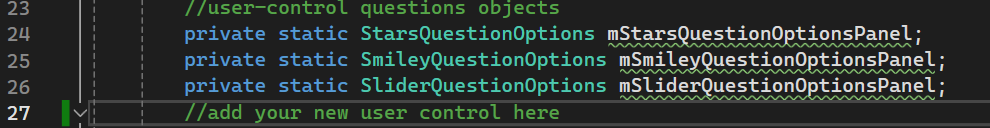 23 //user-control questions objects
24 private static StarsQuestionOptions mStarsQuestionOptionsPanel;
25 private static SmileyQuestionOptions mSmileyQuestionOptionsPanel;
26 private static SliderQuestionOptions mSliderQuestionOptionsPanel;
27 //add your new user control here